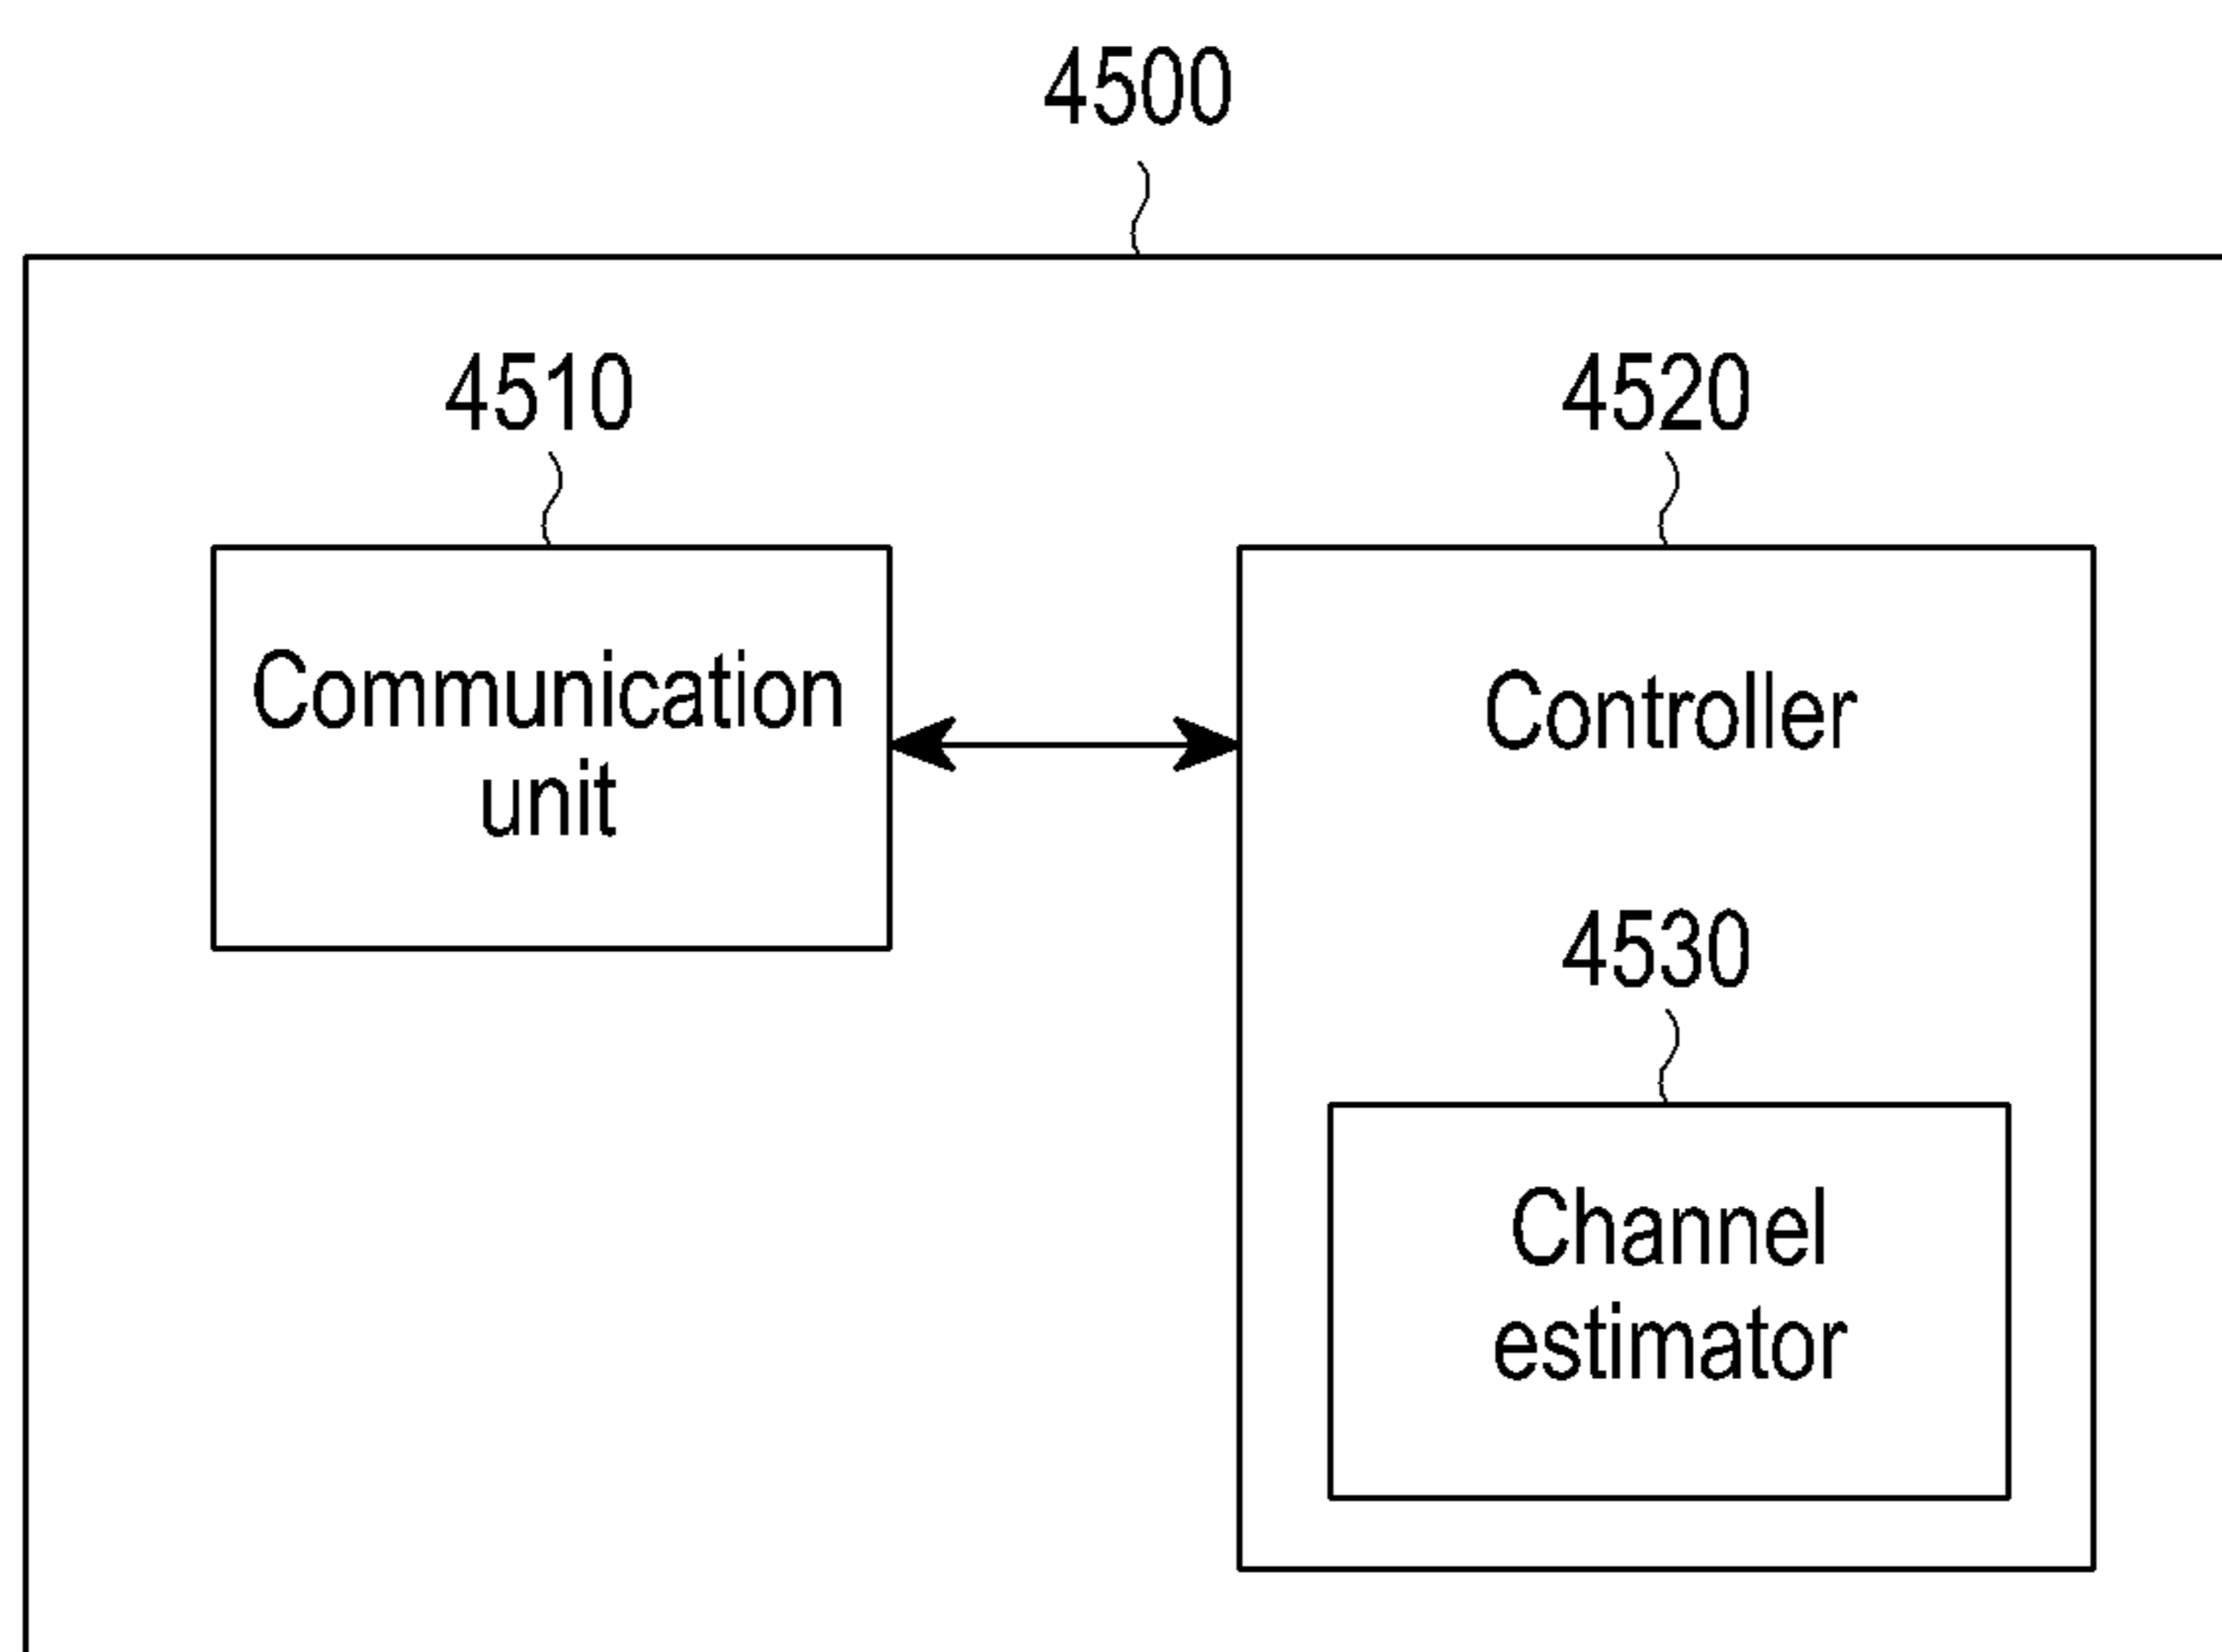 4500
4510
4520
Communication
unit
Controller
4530
Channel
estimator